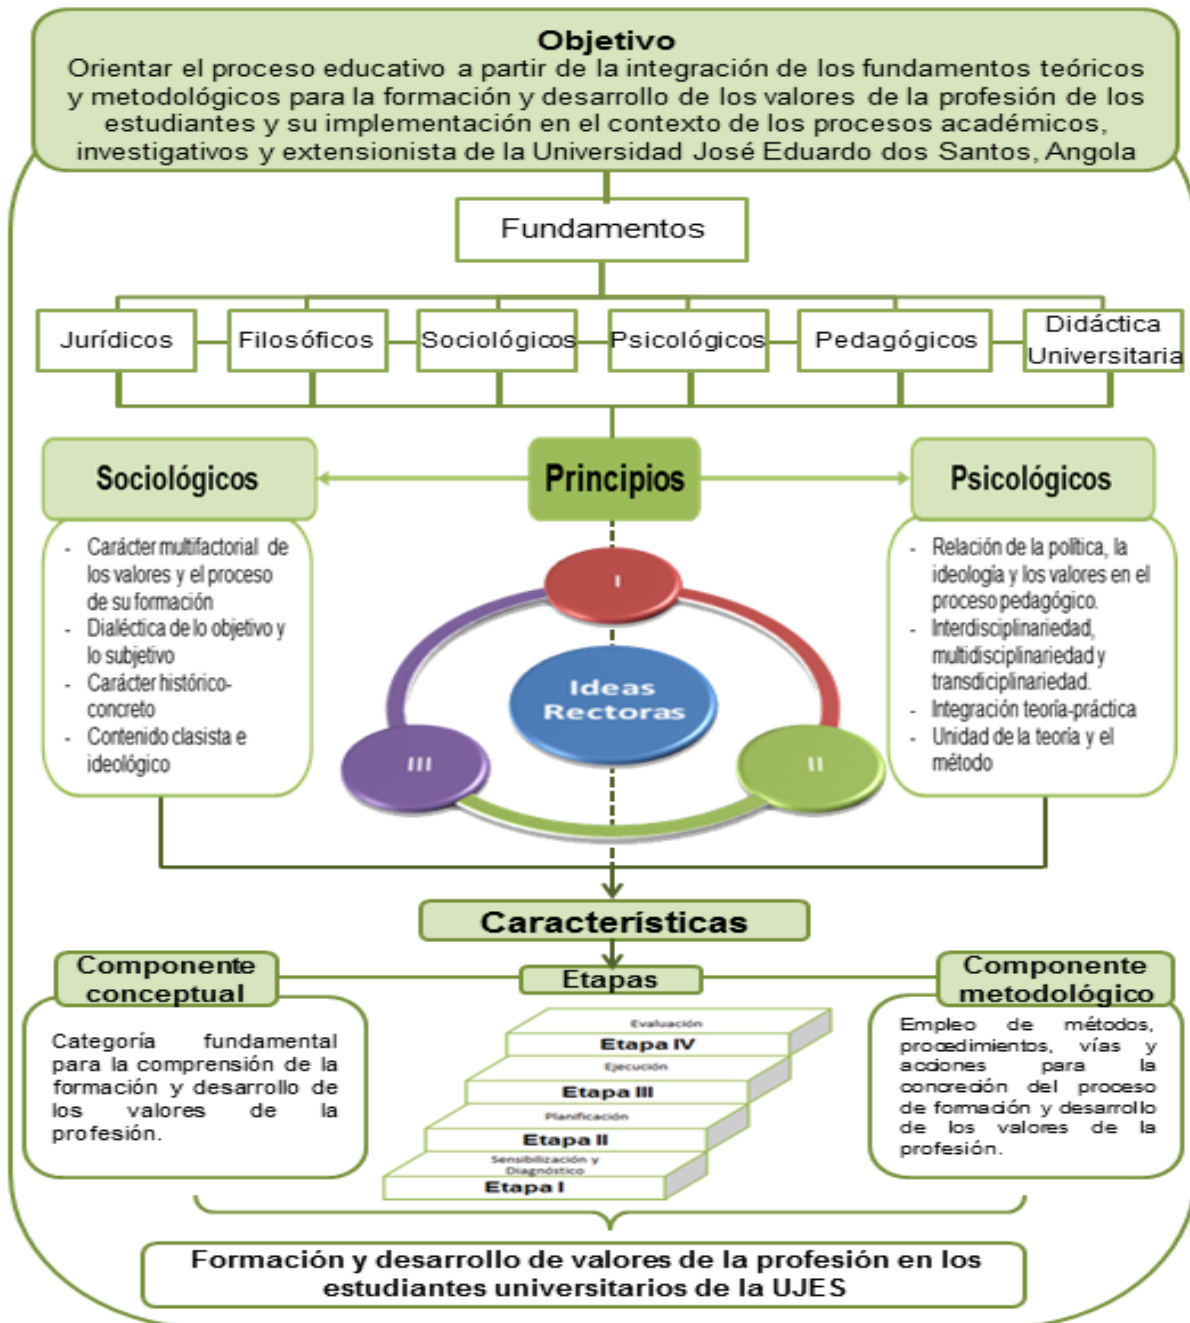 Objetivo
Orientar el proceso educativo a partir de la integración de los fundamentos teóricos
y metodológicos para la formación y desarrollo de los valores de la profesión de los
estudiantes y su implementación en el contexto de los procesos académicos,
investigativos y extensionista de la Universidad José Eduardo dos Santos, Angola
Fundamentos
Jurídicos
Filosóficos
Sociológicos
Psicológicos
Pedagógicos
Didáctica
Universitaria
Sociológicos
Principios
Psicológicos
- Carácter multifactorial de
los valores y el proceso
de su formación
- Dialéctica de lo objetivo y
lo subjetivo
- Carácter histórico-
concreto
- Contenido clasista e
ideológico
I
Ideas
Rectoras
III
II
- Relación de la política, la
ideología y los valores en el
proceso pedagógico.
- Interdisciplinariedad,
multidisciplinariedad y
transdiciplinariedad.
- Integración teoría-práctica
- Unidad de la teoría y el
método
Características
Componente
conceptual
Etapas
Componente
metodológico
Categoría fundamental
para la comprensión de la
formación y desarrollo de
los valores de la
profesión.
Evaluación
Etapa IV
Ejecución
Etapa III
Planificación
Etapa II
Sensibilización y
Diagnóstico
Etapa I
Empleo de métodos,
procedimientos, vías y
acciones para la
concreción del proceso
de formación y desarrollo
de los valores de la
profesión.
Formación y desarrollo de valores de la profesión en los
estudiantes universitarios de la UJES